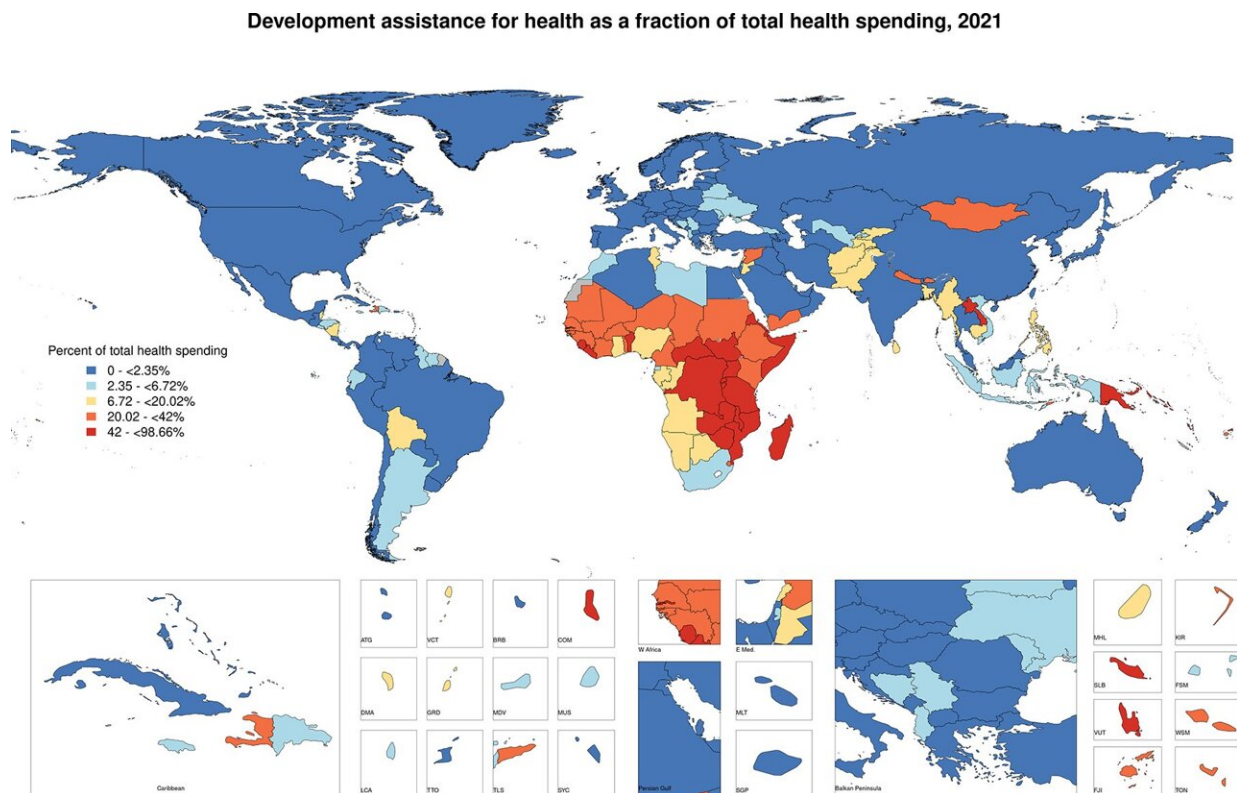 Development assistance for health as a fraction of total health spending, 2021
Percent of total health spending
0 - <2.35%
2.35 - <6.72%
6.72 - <20.02%
20.02 - <42%
42 - <98.66%
Caribbean
ATG
VCT
BRB
COM
DMA
GRD
MDV
MUS
LCA
TTO
TLS
SYC
W Africa
E Med.
Persian Gulf
MLT
SGP
Balkan Peninsula
MHL
KIR
SLB
FSM
VUT
WSM
FJI
TON